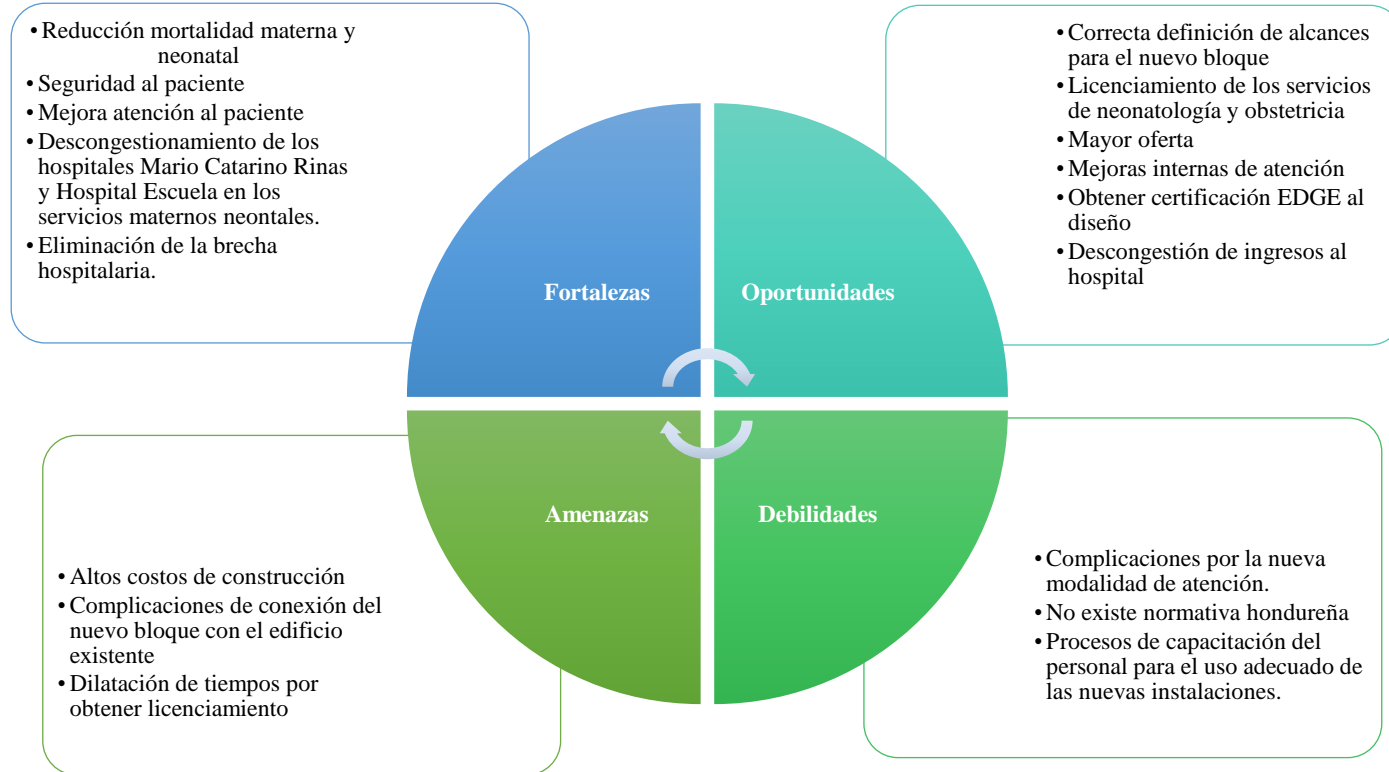 • Reducción mortalidad materna y
neonatal
• Seguridad al paciente
• Mejora atención al paciente
• Descongestionamiento de los
hospitales Mario Catarino Rinas
y Hospital Escuela en los
servicios maternos neontales.
• Eliminación de la brecha
hospitalaria.
• Correcta definición de alcances
para el nuevo bloque
• Licenciamiento de los servicios
de neonatología y obstetricia
• Mayor oferta
• Mejoras internas de atención
• Obtener certificación EDGE al
diseño
• Descongestión de ingresos al
hospital
Fortalezas
Oportunidades
Amenazas
Debilidades
• Altos costos de construcción
• Complicaciones de conexión del
nuevo bloque con el edificio
existente
• Dilatación de tiempos por
obtener licenciamiento
• Complicaciones por la nueva
modalidad de atención.
• No existe normativa hondureña
• Procesos de capacitación del
personal para el uso adecuado de
las nuevas instalaciones.